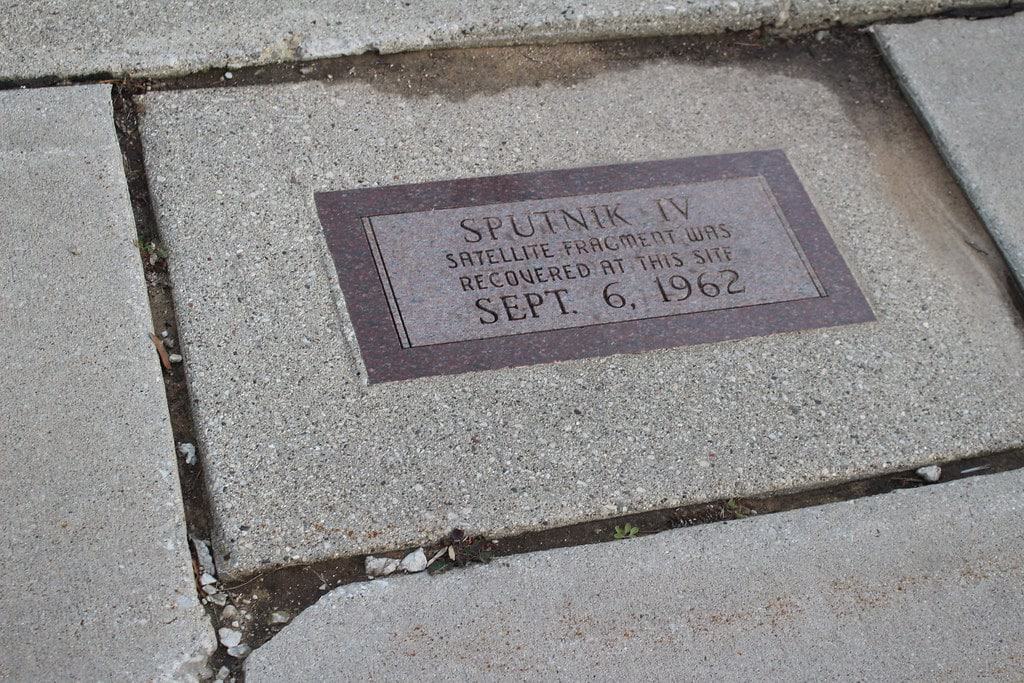 SPUTNIK IV
SATELLITE FRAGMENT WAS
RECOVERED AT THIS SITE
SEPT. 6, 1962